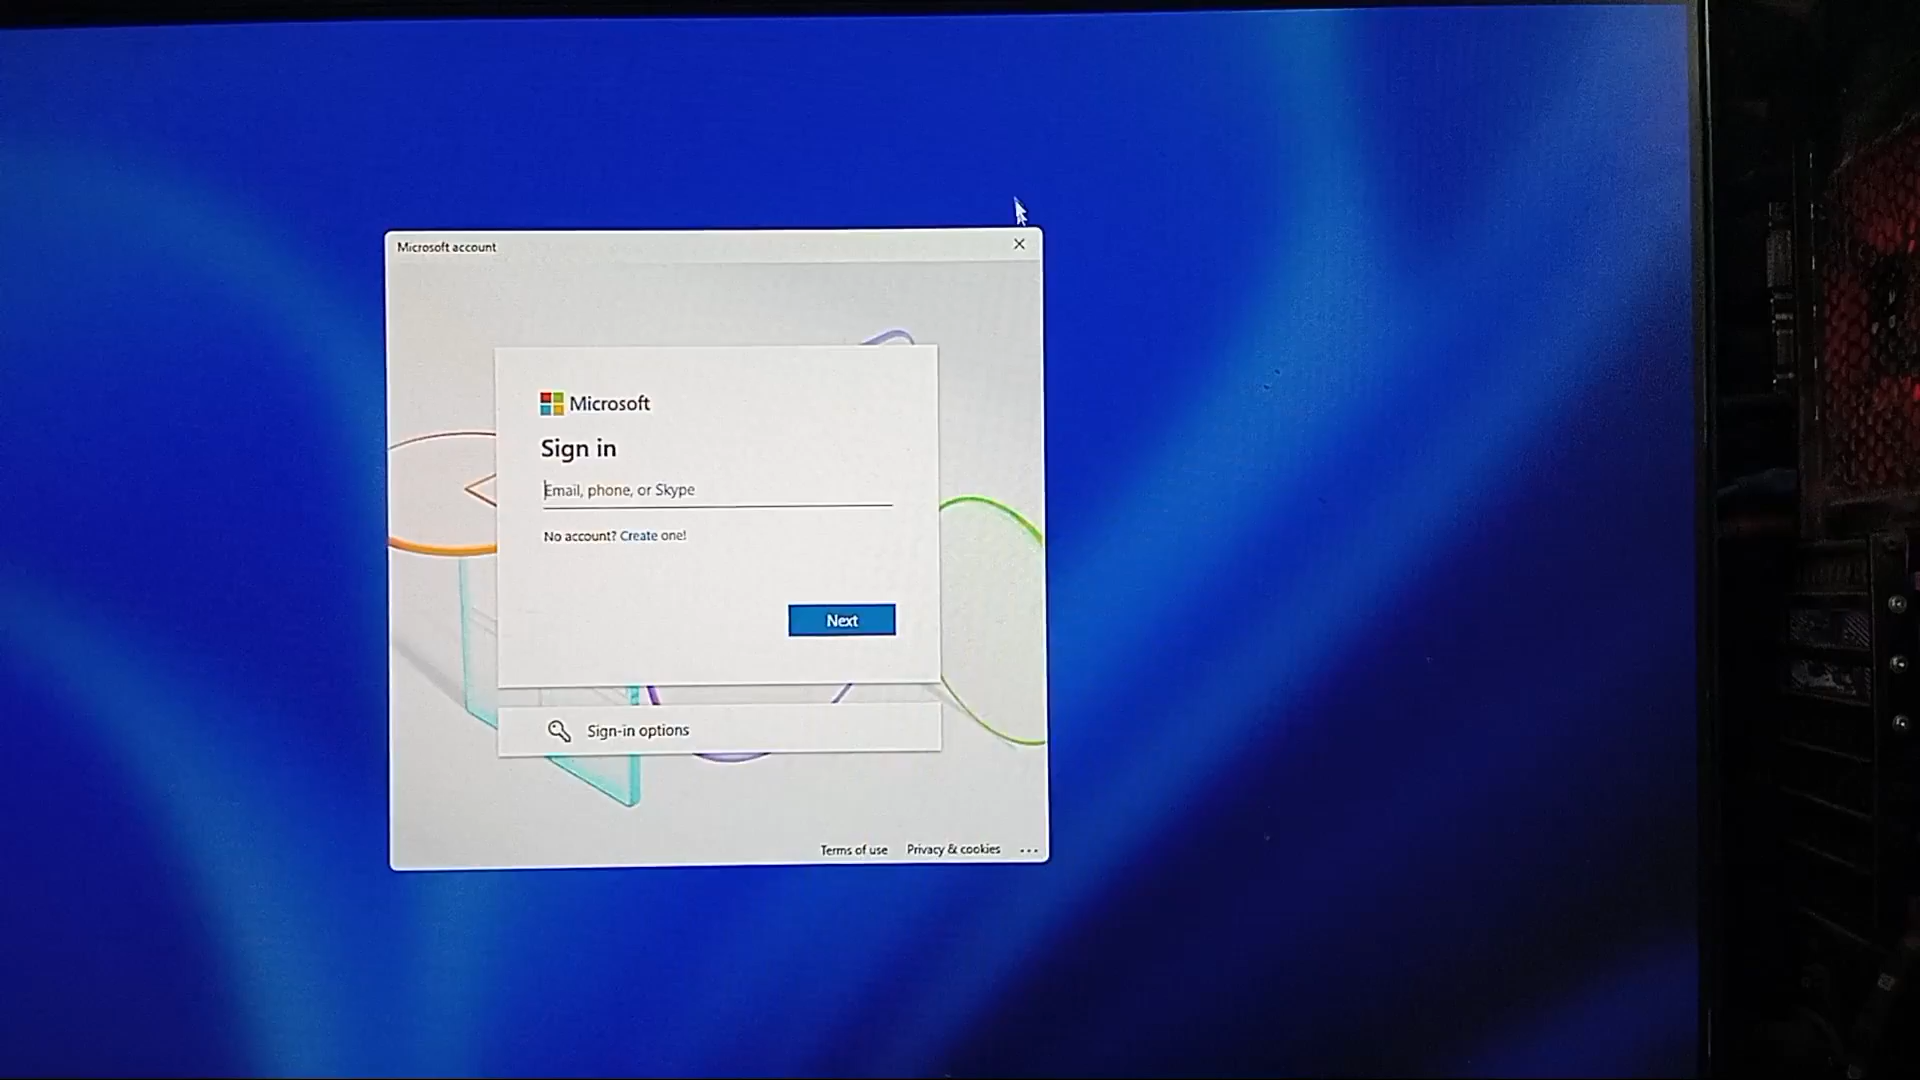 Microsoft account
Microsoft
Sign in
Email, phone, or Skype
No account? Create one!
Next
Sign-in options
Terms of use Privacy & cookies ...